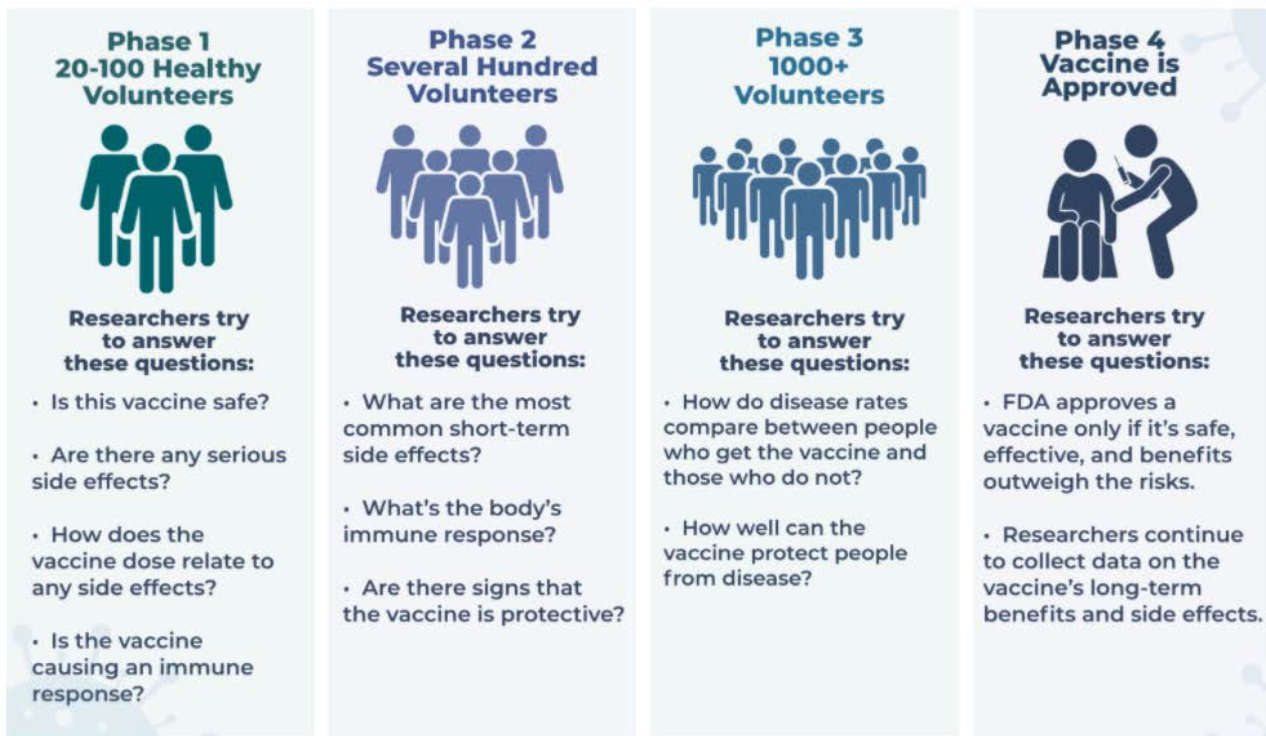 Phase 1
20-100 Healthy
Volunteers
Researchers try
to answer
these questions:
• Is this vaccine safe?
• Are there any serious
side effects?
• How does the
vaccine dose relate to
any side effects?
• Is the vaccine
causing an immune
response?
Phase 2
Several Hundred
Volunteers
Researchers try
to answer
these questions:
• What are the most
common short-term
side effects?
• What's the body's
immune response?
• Are there signs that
the vaccine is protective?
Phase 3
1000+
Volunteers
Researchers try
to answer
these questions:
• How do disease rates
compare between people
who get the vaccine and
those who do not?
• How well can the
vaccine protect people
from disease?
Phase 4
Vaccine is
Approved
Researchers try
to answer
these questions:
• FDA approves a
vaccine only if it's safe,
effective, and benefits
outweigh the risks.
• Researchers continue
to collect data on the
vaccine's long-term
benefits and side effects.